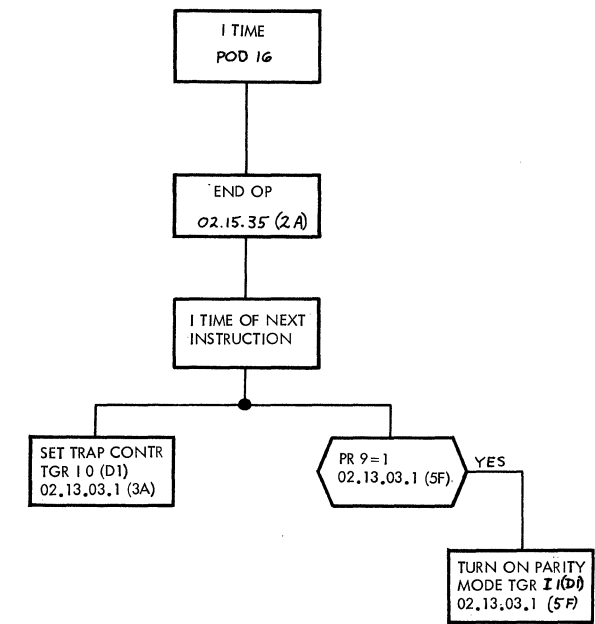 I TIME
POD 16
END OP
02.15.35 (2A)
I TIME OF NEXT
INSTRUCTION
SET TRAP CONTR
TGR I 0 (D1)
02.13.03.1 (3A)
PR 9=1
02.13.03.1 (5F).
YES
TURN ON PARITY
MODE TGR I 1(D1)
02.13.03.1 (5F)